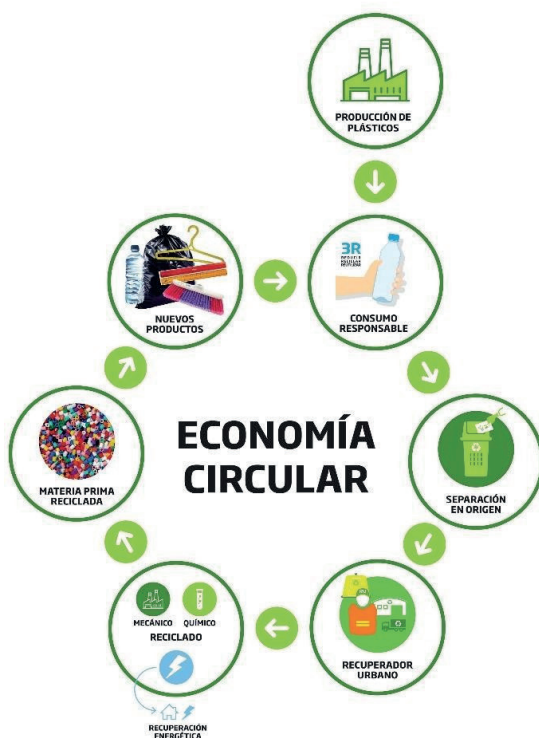 PRODUCCIÓN DE
PLÁSTICOS
3R
CONSUMO
RESPONSABLE
NUEVOS
PRODUCTOS
ECONOMÍA
CIRCULAR
SEPARACIÓN
EN ORIGEN
MATERIA PRIMA
RECICLADA
RECUPERADOR
URBANO
MECÁNICO
QUÍMICO
RECICLADO
RECUPERACIÓN
ENERGÉTICA